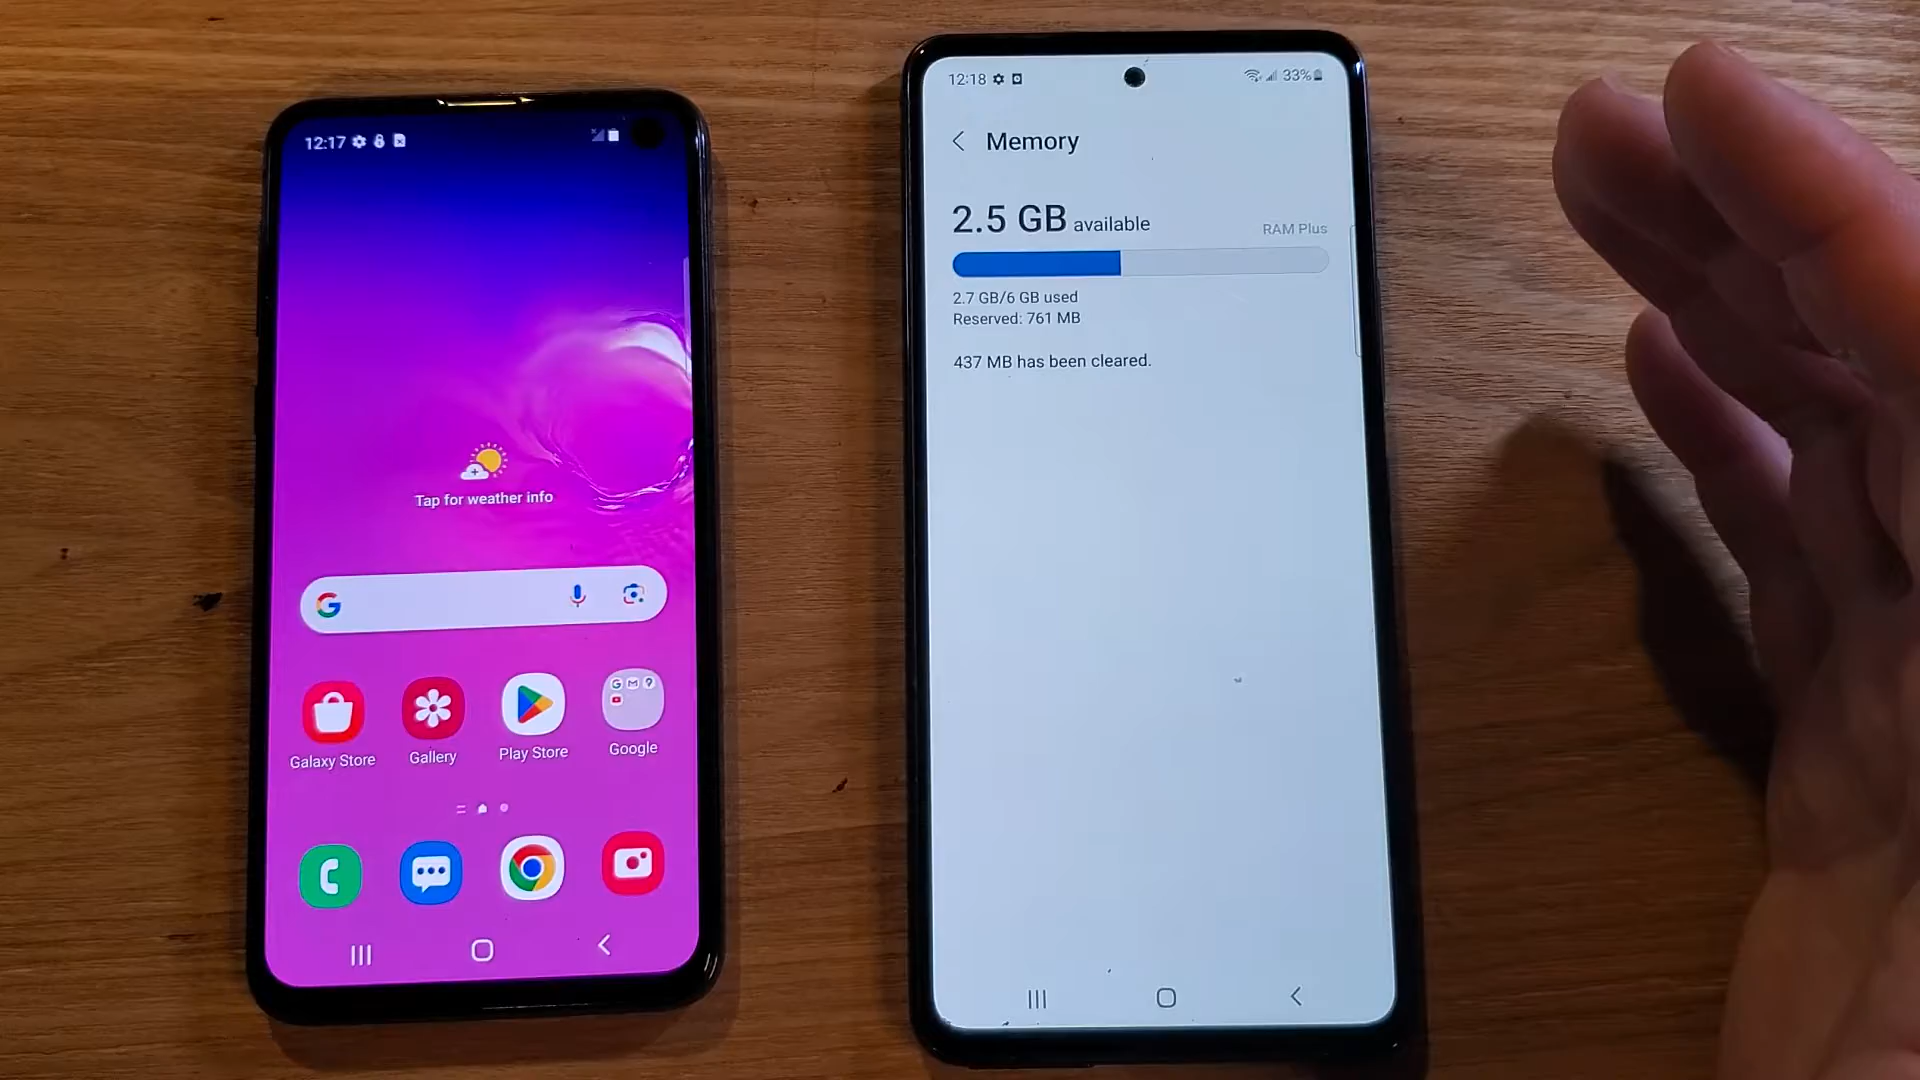 12:17
Tap for weather info
G
Galaxy Store
Gallery
Play Store
Google
12:18
33%
Memory
2.5 GB available
RAM Plus
2.7 GB/6 GB used
Reserved: 761 MB
437 MB has been cleared.